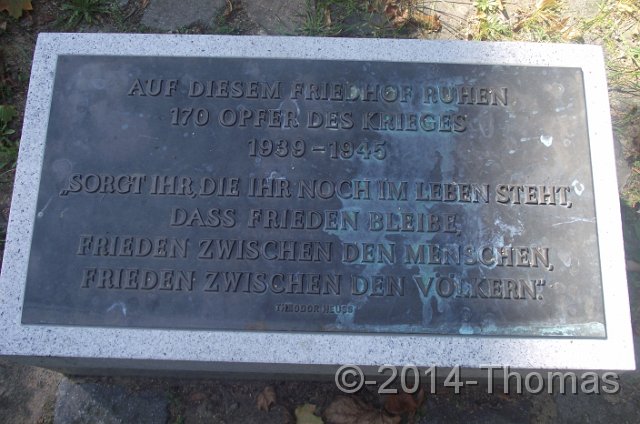 AUF DIESEM FRIEDHOF RUHEN
170 OPFER DES KRIEGES
1939-1945
„SORGT IHR, DIE IHR NOCH IM LEBEN STEHT,
DASS FRIEDEN BLEIBE,
FRIEDEN ZWISCHEN DEN MENSCHEN,
FRIEDEN ZWISCHEN DEN VÖLKERN."
THEODOR HEUSS
©-2014-Thomas